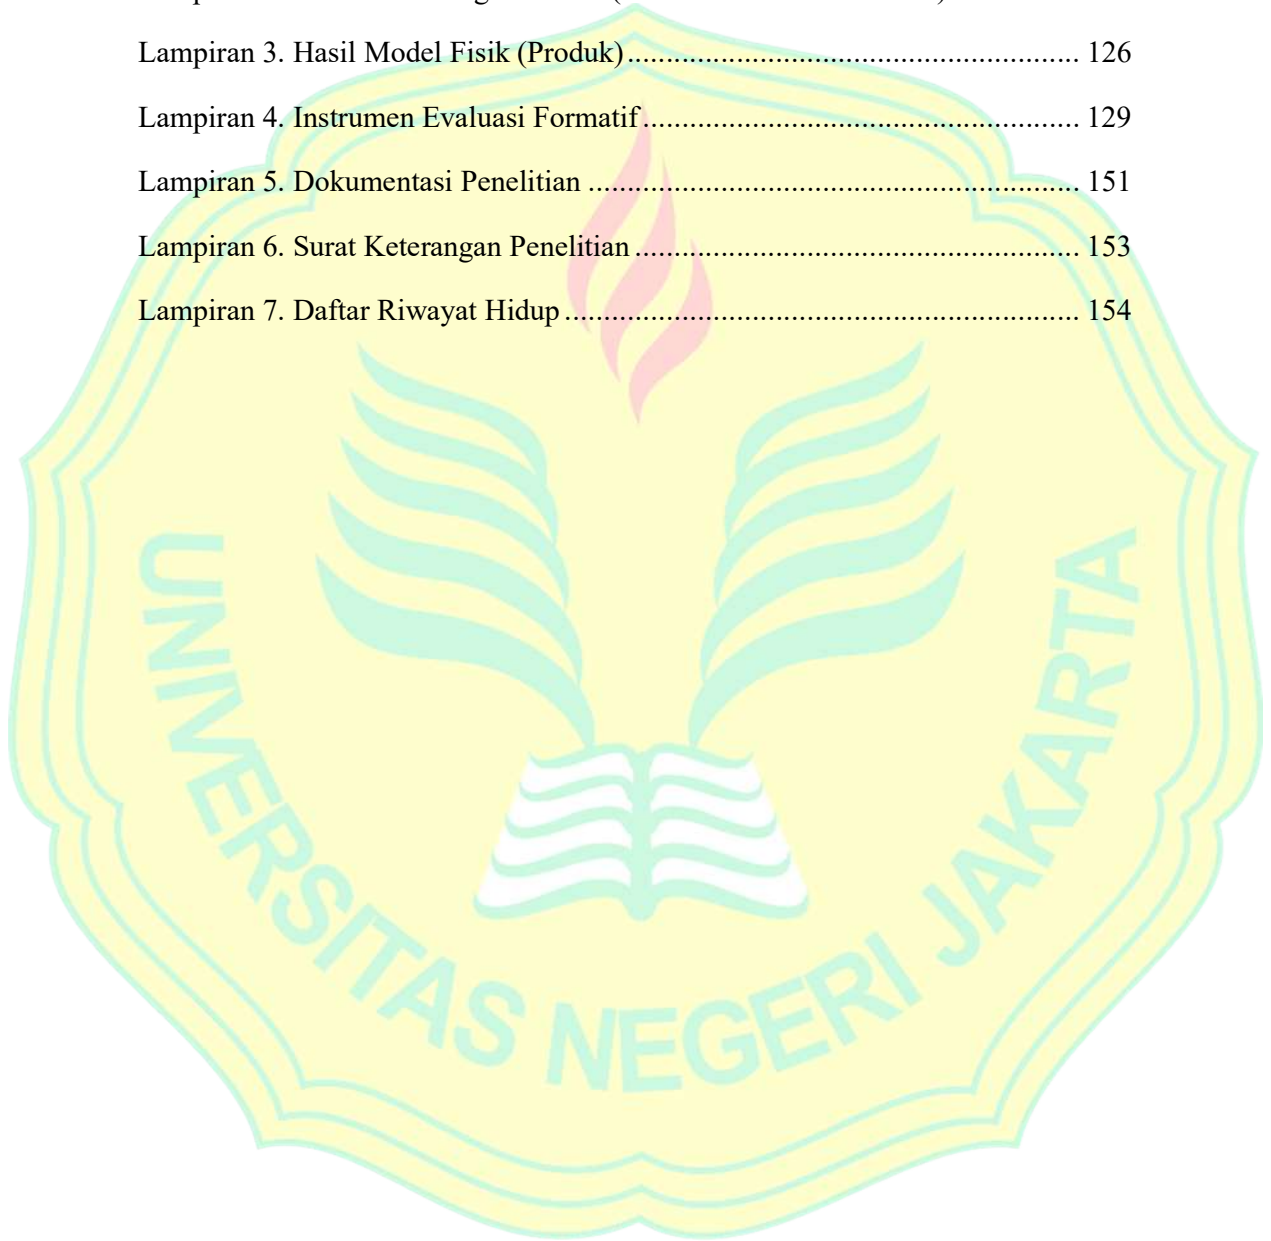 Lampiran 3. Hasil Model Fisik (Produk)........................................................... 126
Lampiran 4. Instrumen Evaluasi Formatif......................................................... 129
Lampiran 5. Dokumentasi Penelitian ................................................................ 151
Lampiran 6. Surat Keterangan Penelitian.......................................................... 153
Lampiran 7. Daftar Riwayat Hidup................................................................... 154
UNIVERSITAS NEGERI JAKARTA